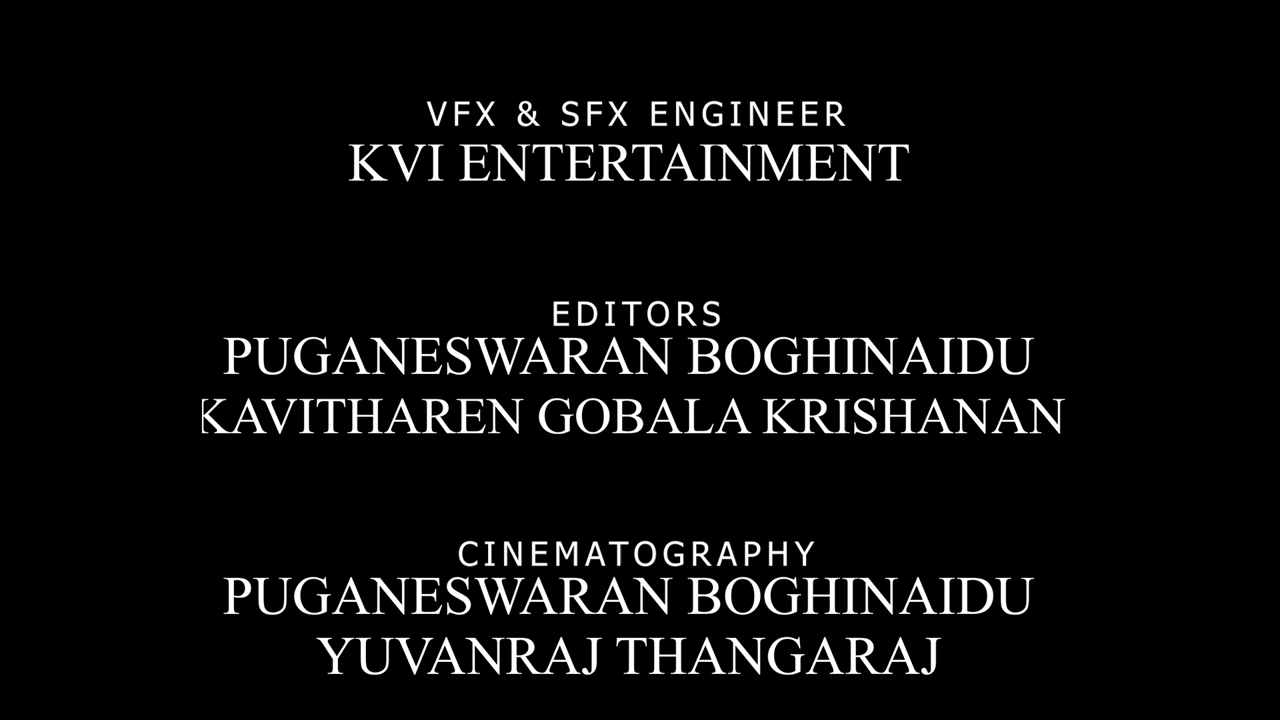 VFX & SFX ENGINEER
KVI ENTERTAINMENT
EDITORS
PUGANESWARAN BOGHINAIDU
KAVITHAREN GOBALA KRISHANAN
CINEMATOGRAPHY
PUGANESWARAN BOGHINAIDU
YUVANRAJ THANGARAJ